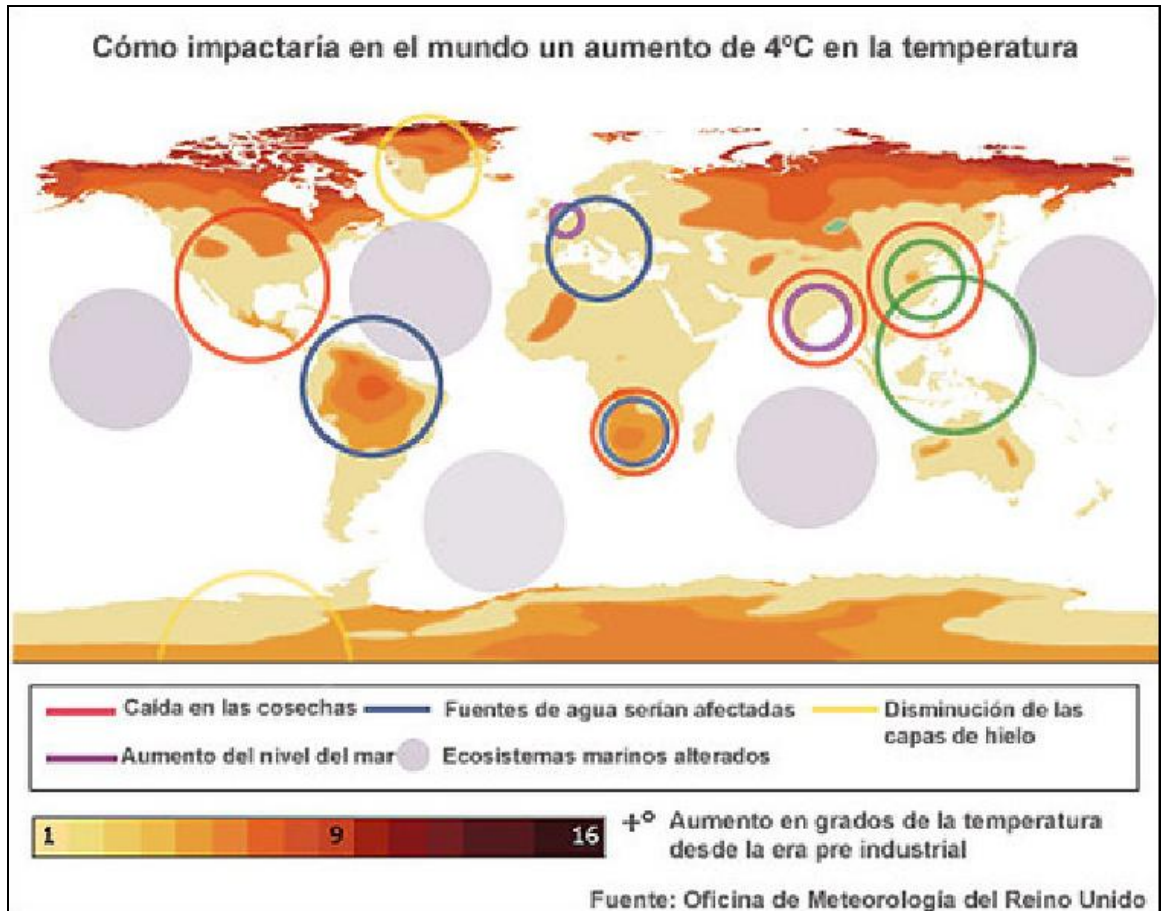 Cómo impactaría en el mundo un aumento de 4ºC en la temperatura
Caída en las cosechas
Fuentes de agua serían afectadas
Disminución de las
capas de hielo
Aumento del nivel del mar
Ecosistemas marinos alterados
1 9 16
+° Aumento en grados de la temperatura
desde la era pre industrial
Fuente: Oficina de Meteorología del Reino Unido